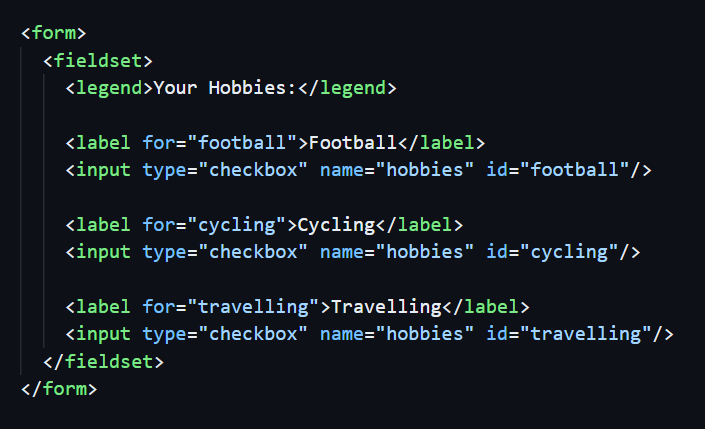 <form>
<fieldset>
<legend>Your Hobbies:</legend>
<label for="football">Football</label>
<input type="checkbox" name="hobbies" id="football"/>
<label for="cycling">Cycling</label>
<input type="checkbox" name="hobbies" id="cycling"/>
<label for="travelling">Travelling</label>
<input type="checkbox" name="hobbies" id="travelling"/>
</fieldset>
</form>